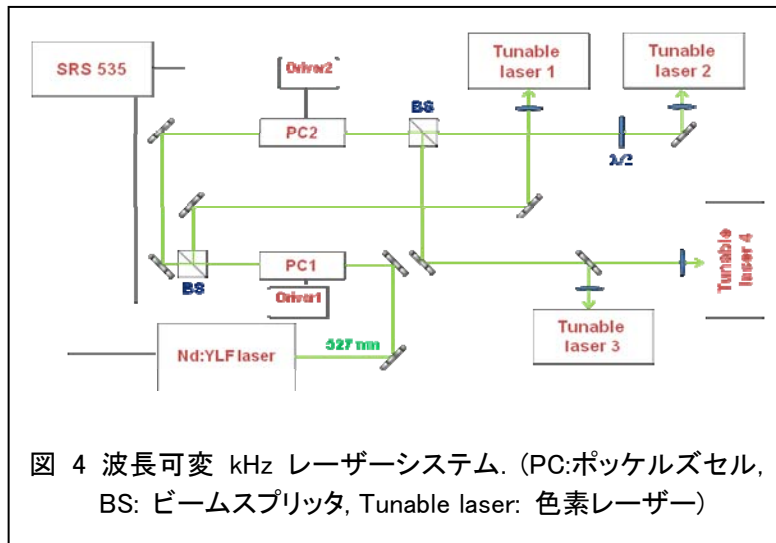 SRS 535
Driver2
Tunable
laser 1
Tunable
laser 2
PC2
BS
λ/2
PC1
BS
Driver1
Tunable
laser 4
527 nm
Nd:YLF laser
Tunable
laser 3
図 4 波長可変 kHz レーザーシステム. (PC:ポッケルズセル,
BS: ビームスプリッタ, Tunable laser: 色素レーザー)